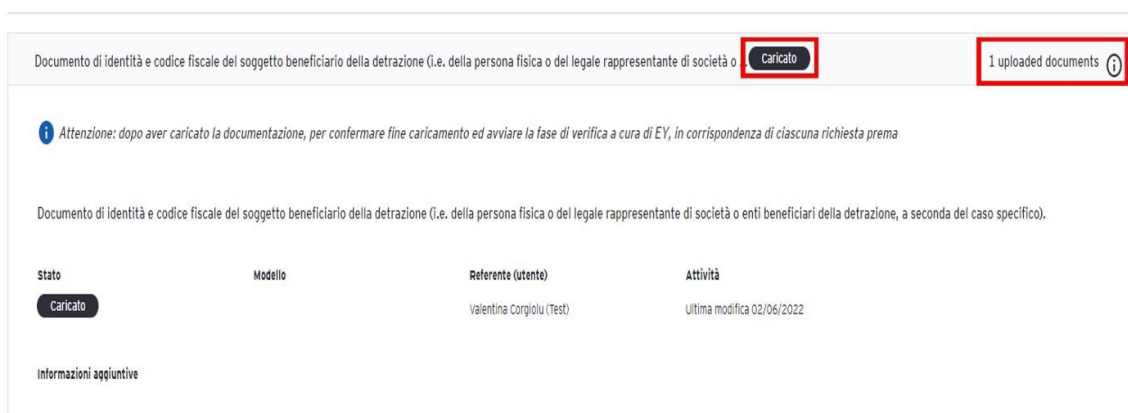 Documento di identità e codice fiscale del soggetto beneficiario della detrazione (i.e. della persona fisica o del legale rappresentante di società o ... Caricato 1 uploaded documents
Attenzione: dopo aver caricato la documentazione, per confermare fine caricamento ed avviare la fase di verifica a cura di EY, in corrispondenza di ciascuna richiesta prema
Documento di identità e codice fiscale del soggetto beneficiario della detrazione (i.e. della persona fisica o del legale rappresentante di società o enti beneficiari della detrazione, a seconda del caso specifico).
Stato Modello Referente (utente) Attività
Caricato Valentina Corgiolu (Test) Ultima modifica 02/06/2022
Informazioni aggiuntive